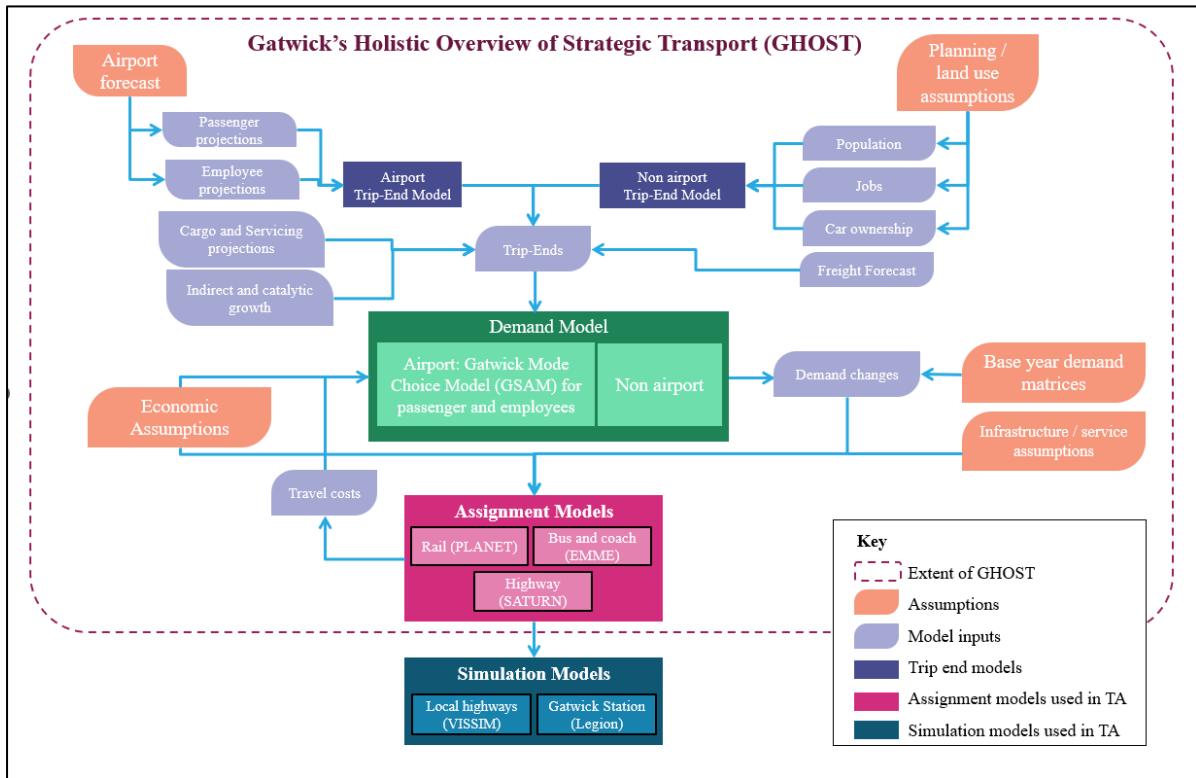 Gatwick's Holistic Overview of Strategic Transport (GHOST)
Airport
forecast
Planning /
land use
assumptions
Passenger
projections
Employee
projections
Airport
Trip-End Model
Non airport
Trip-End Model
Population
Jobs
Car ownership
Cargo and Servicing
projections
Trip-Ends
Freight Forecast
Indirect and catalytic
growth
Demand Model
Airport: Gatwick Mode
Choice Model (GSAM) for
passenger and employees
Non airport
Demand changes
Base year demand
matrices
Economic
Assumptions
Infrastructure / service
assumptions
Travel costs
Assignment Models
Rail (PLANET)
Bus and coach
(EMME)
Highway
(SATURN)
Simulation Models
Local highways
(VISSIM)
Gatwick Station
(Legion)
Key
Extent of GHOST
Assumptions
Model inputs
Trip end models
Assignment models used in TA
Simulation models used in TA